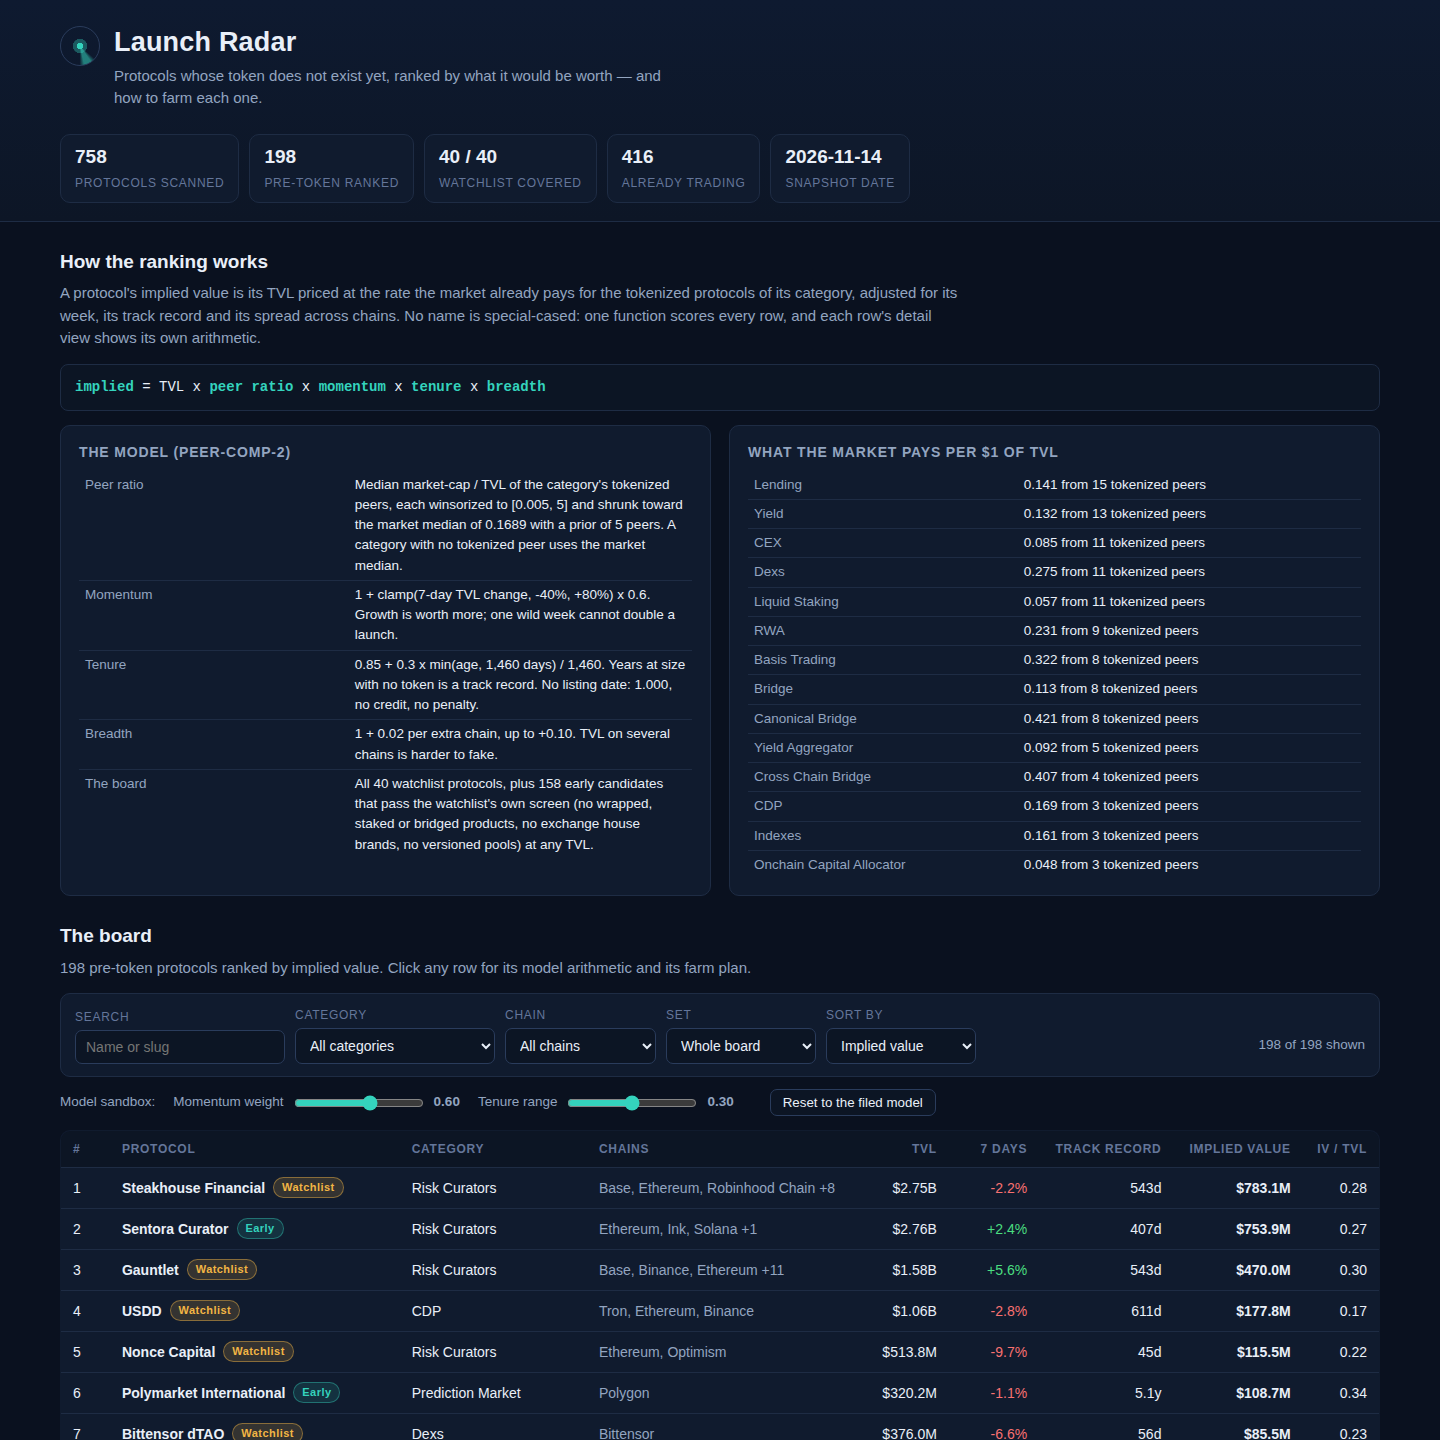 Launch Radar
Protocols whose token does not exist yet, ranked by what it would be worth — and
how to farm each one.
758
PROTOCOLS SCANNED
198
PRE-TOKEN RANKED
40 / 40
WATCHLIST COVERED
416
ALREADY TRADING
2026-11-14
SNAPSHOT DATE
How the ranking works
A protocol's implied value is its TVL priced at the rate the market already pays for the tokenized protocols of its category, adjusted for its
week, its track record and its spread across chains. No name is special-cased: one function scores every row, and each row's detail
view shows its own arithmetic.
implied = TVL x peer ratio x momentum x tenure x breadth
THE MODEL (PEER-COMP-2)
Peer ratio
Median market-cap / TVL of the category's tokenized
peers, each winsorized to [0.005, 5] and shrunk toward
the market median of 0.1689 with a prior of 5 peers. A
category with no tokenized peer uses the market
median.
Momentum
1 + clamp(7-day TVL change, -40%, +80%) x 0.6.
Growth is worth more; one wild week cannot double a
launch.
Tenure
0.85 + 0.3 x min(age, 1,460 days) / 1,460. Years at size
with no token is a track record. No listing date: 1.000,
no credit, no penalty.
Breadth
1 + 0.02 per extra chain, up to +0.10. TVL on several
chains is harder to fake.
The board
All 40 watchlist protocols, plus 158 early candidates
that pass the watchlist's own screen (no wrapped,
staked or bridged products, no exchange house
brands, no versioned pools) at any TVL.
WHAT THE MARKET PAYS PER $1 OF TVL
Lending 0.141 from 15 tokenized peers
Yield 0.132 from 13 tokenized peers
CEX 0.085 from 11 tokenized peers
Dexs 0.275 from 11 tokenized peers
Liquid Staking 0.057 from 11 tokenized peers
RWA 0.231 from 9 tokenized peers
Basis Trading 0.322 from 8 tokenized peers
Bridge 0.113 from 8 tokenized peers
Canonical Bridge 0.421 from 8 tokenized peers
Yield Aggregator 0.092 from 5 tokenized peers
Cross Chain Bridge 0.407 from 4 tokenized peers
CDP 0.169 from 3 tokenized peers
Indexes 0.161 from 3 tokenized peers
Onchain Capital Allocator 0.048 from 3 tokenized peers
The board
198 pre-token protocols ranked by implied value. Click any row for its model arithmetic and its farm plan.
SEARCH CATEGORY CHAIN SET SORT BY
Name or slug All categories All chains Whole board Implied value 198 of 198 shown
Model sandbox: Momentum weight 0.60 Tenure range 0.30 Reset to the filed model
# PROTOCOL CATEGORY CHAINS TVL 7 DAYS TRACK RECORD IMPLIED VALUE IV / TVL
1 Steakhouse Financial Watchlist Risk Curators Base, Ethereum, Robinhood Chain +8 $2.75B -2.2% 543d $783.1M 0.28
2 Sentora Curator Early Risk Curators Ethereum, Ink, Solana +1 $2.76B +2.4% 407d $753.9M 0.27
3 Gauntlet Watchlist Risk Curators Base, Binance, Ethereum +11 $1.58B +5.6% 543d $470.0M 0.30
4 USDD Watchlist CDP Tron, Ethereum, Binance $1.06B -2.8% 611d $177.8M 0.17
5 Nonce Capital Watchlist Risk Curators Ethereum, Optimism $513.8M -9.7% 45d $115.5M 0.22
6 Polymarket International Early Prediction Market Polygon $320.2M -1.1% 5.1y $108.7M 0.34
7 Bittensor dTAO Watchlist Dexs Bittensor $376.0M -6.6% 56d $85.5M 0.23